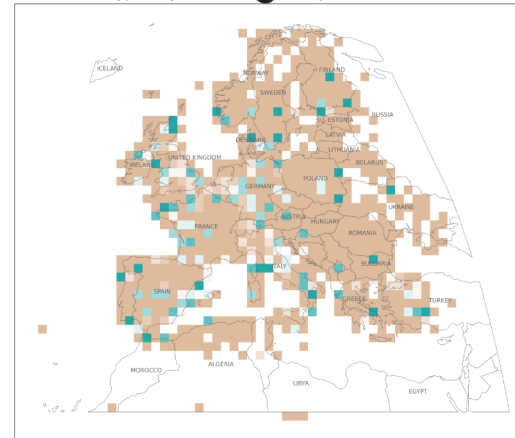 ICELAND
NORWAY
FINLAND
SWEDEN
RUSSIA
ESTONIA
LATVIA
DENMARK
LITHUANIA
UNITED KINGDOM
BELARUS
IRELAND
POLAND
GERMANY
UKRAINE
AUSTRIA
HUNGARY
FRANCE
ROMANIA
ITALY
BULGARIA
SPAIN
GREECE
TURKEY
ALGERIA
MOROCCO
LIBYA
EGYPT